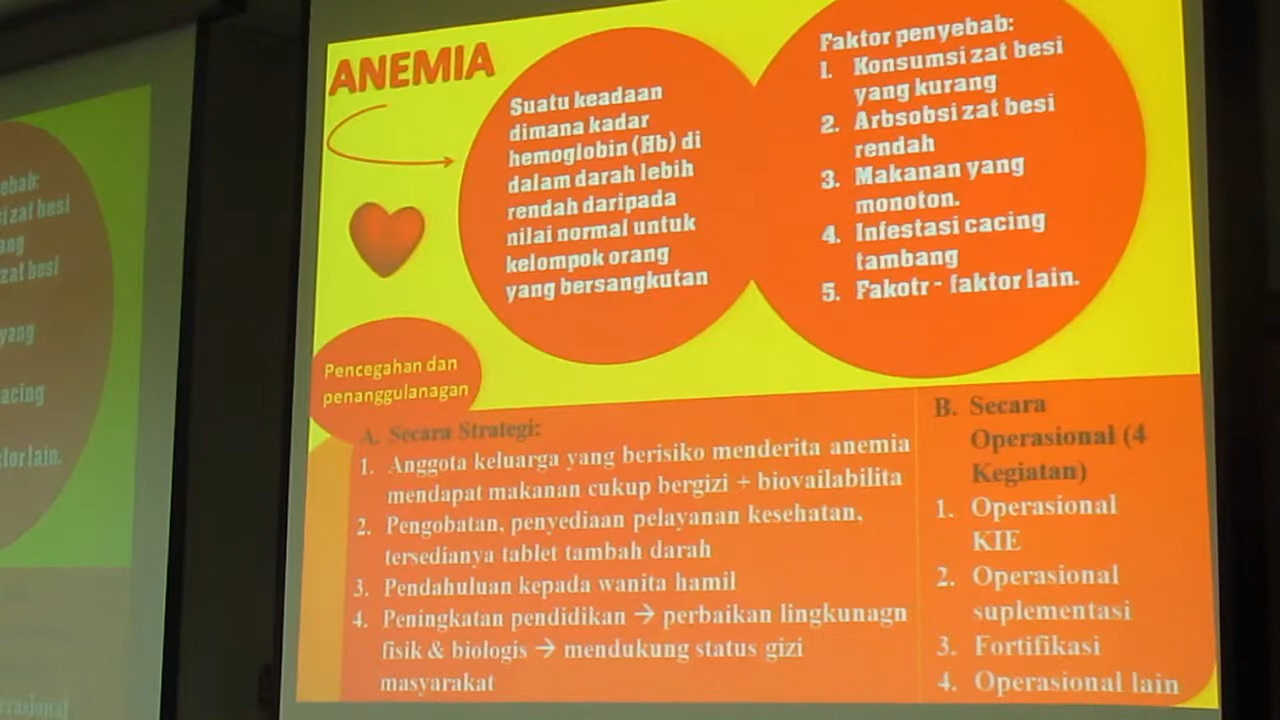 ANEMIA
Suatu keadaan
dimana kadar
hemoglobin (Hb) di
dalam darah lebih
rendah daripada
nilai normal untuk
kelompok orang
yang bersangkutan
Faktor penyebab:
1. Konsumsi zat besi
yang kurang
2. Arbsobsi zat besi
rendah
3. Makanan yang
monoton.
4. Infestasi cacing
tambang
5. Fakotr - faktor lain.
Pencegahan dan
penanggulanagan
A. Secara Strategi:
1. Anggota keluarga yang berisiko menderita anemia
mendapat makanan cukup bergizi + biovailabilita
2. Pengobatan, penyediaan pelayanan kesehatan,
tersedianya tablet tambah darah
3. Pendahuluan kepada wanita hamil
4. Peningkatan pendidikan → perbaikan lingkunagn
fisik & biologis → mendukung status gizi
masyarakat
B. Secara
Operasional (4
Kegiatan)
1. Operasional
KIE
2. Operasional
suplementasi
3. Fortifikasi
4. Operasional lain